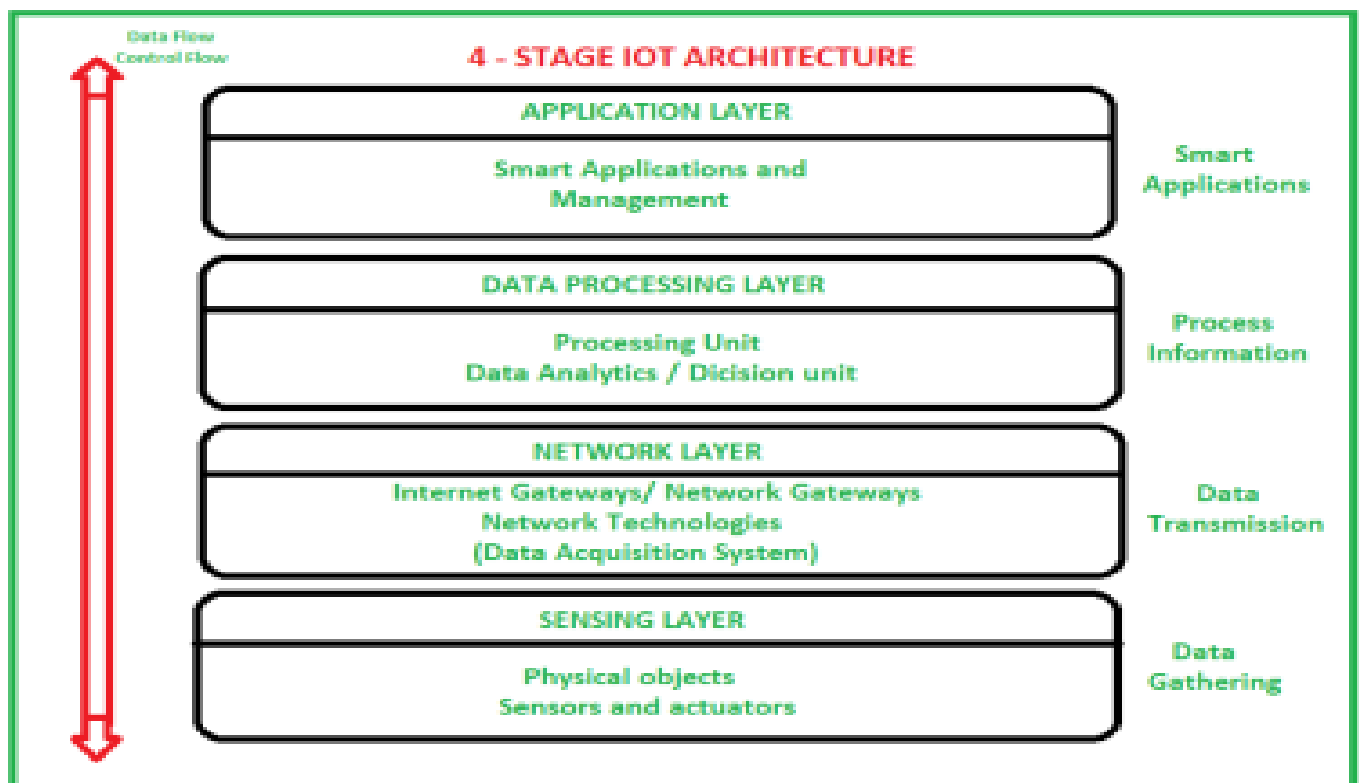 Data Flow
Control Flow
4 - STAGE IOT ARCHITECTURE
APPLICATION LAYER
Smart Applications and
Management
Smart
Applications
DATA PROCESSING LAYER
Processing Unit
Data Analytics / Dicision unit
Process
Information
NETWORK LAYER
Internet Gateways/ Network Gateways
Network Technologies
(Data Acquisition System)
Data
Transmission
SENSING LAYER
Physical objects
Sensors and actuators
Data
Gathering